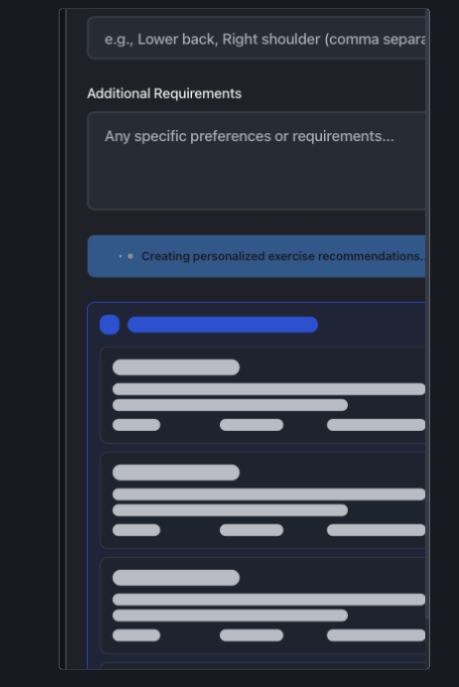 e.g., Lower back, Right shoulder (comma separa
Additional Requirements
Any specific preferences or requirements...
Creating personalized exercise recommendations.